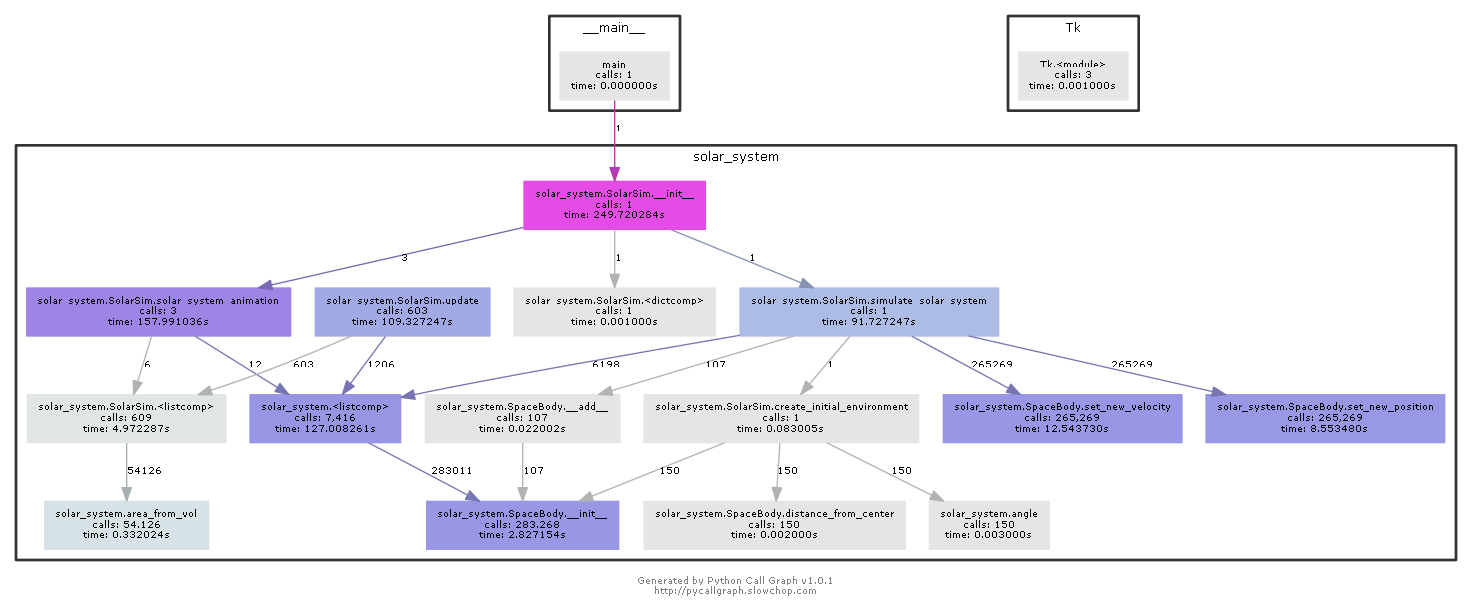 __main__
Tk
main
calls: 1
time: 0.000000s
Tk.<module>
calls: 3
time: 0.001000s
1
solar_system
solar_system.SolarSim.__init__
calls: 1
time: 249.720284s
3
1
1
solar_system.SolarSim.solar_system_animation
calls: 3
time: 157.991036s
solar_system.SolarSim.update
calls: 603
time: 109.327247s
solar_system.SolarSim.<dictcomp>
calls: 1
time: 0.001000s
solar_system.SolarSim.simulate_solar_system
calls: 1
time: 91.727247s
6
12
603
1206
6198
107
1
265269
265269
solar_system.SolarSim.<listcomp>
calls: 609
time: 4.972287s
solar_system.<listcomp>
calls: 7,416
time: 127.008261s
solar_system.SpaceBody.__add__
calls: 107
time: 0.022002s
solar_system.SolarSim.create_initial_environment
calls: 1
time: 0.083005s
solar_system.SpaceBody.set_new_velocity
calls: 265,269
time: 12.543730s
solar_system.SpaceBody.set_new_position
calls: 265,269
time: 8.553480s
54126
283011
107
150
150
150
solar_system.area_from_vol
calls: 54,126
time: 0.332024s
solar_system.SpaceBody.__init__
calls: 283,268
time: 2.827154s
solar_system.SpaceBody.distance_from_center
calls: 150
time: 0.002000s
solar_system.angle
calls: 150
time: 0.003000s
Generated by Python Call Graph v1.0.1
http://pycallgraph.slowchop.com